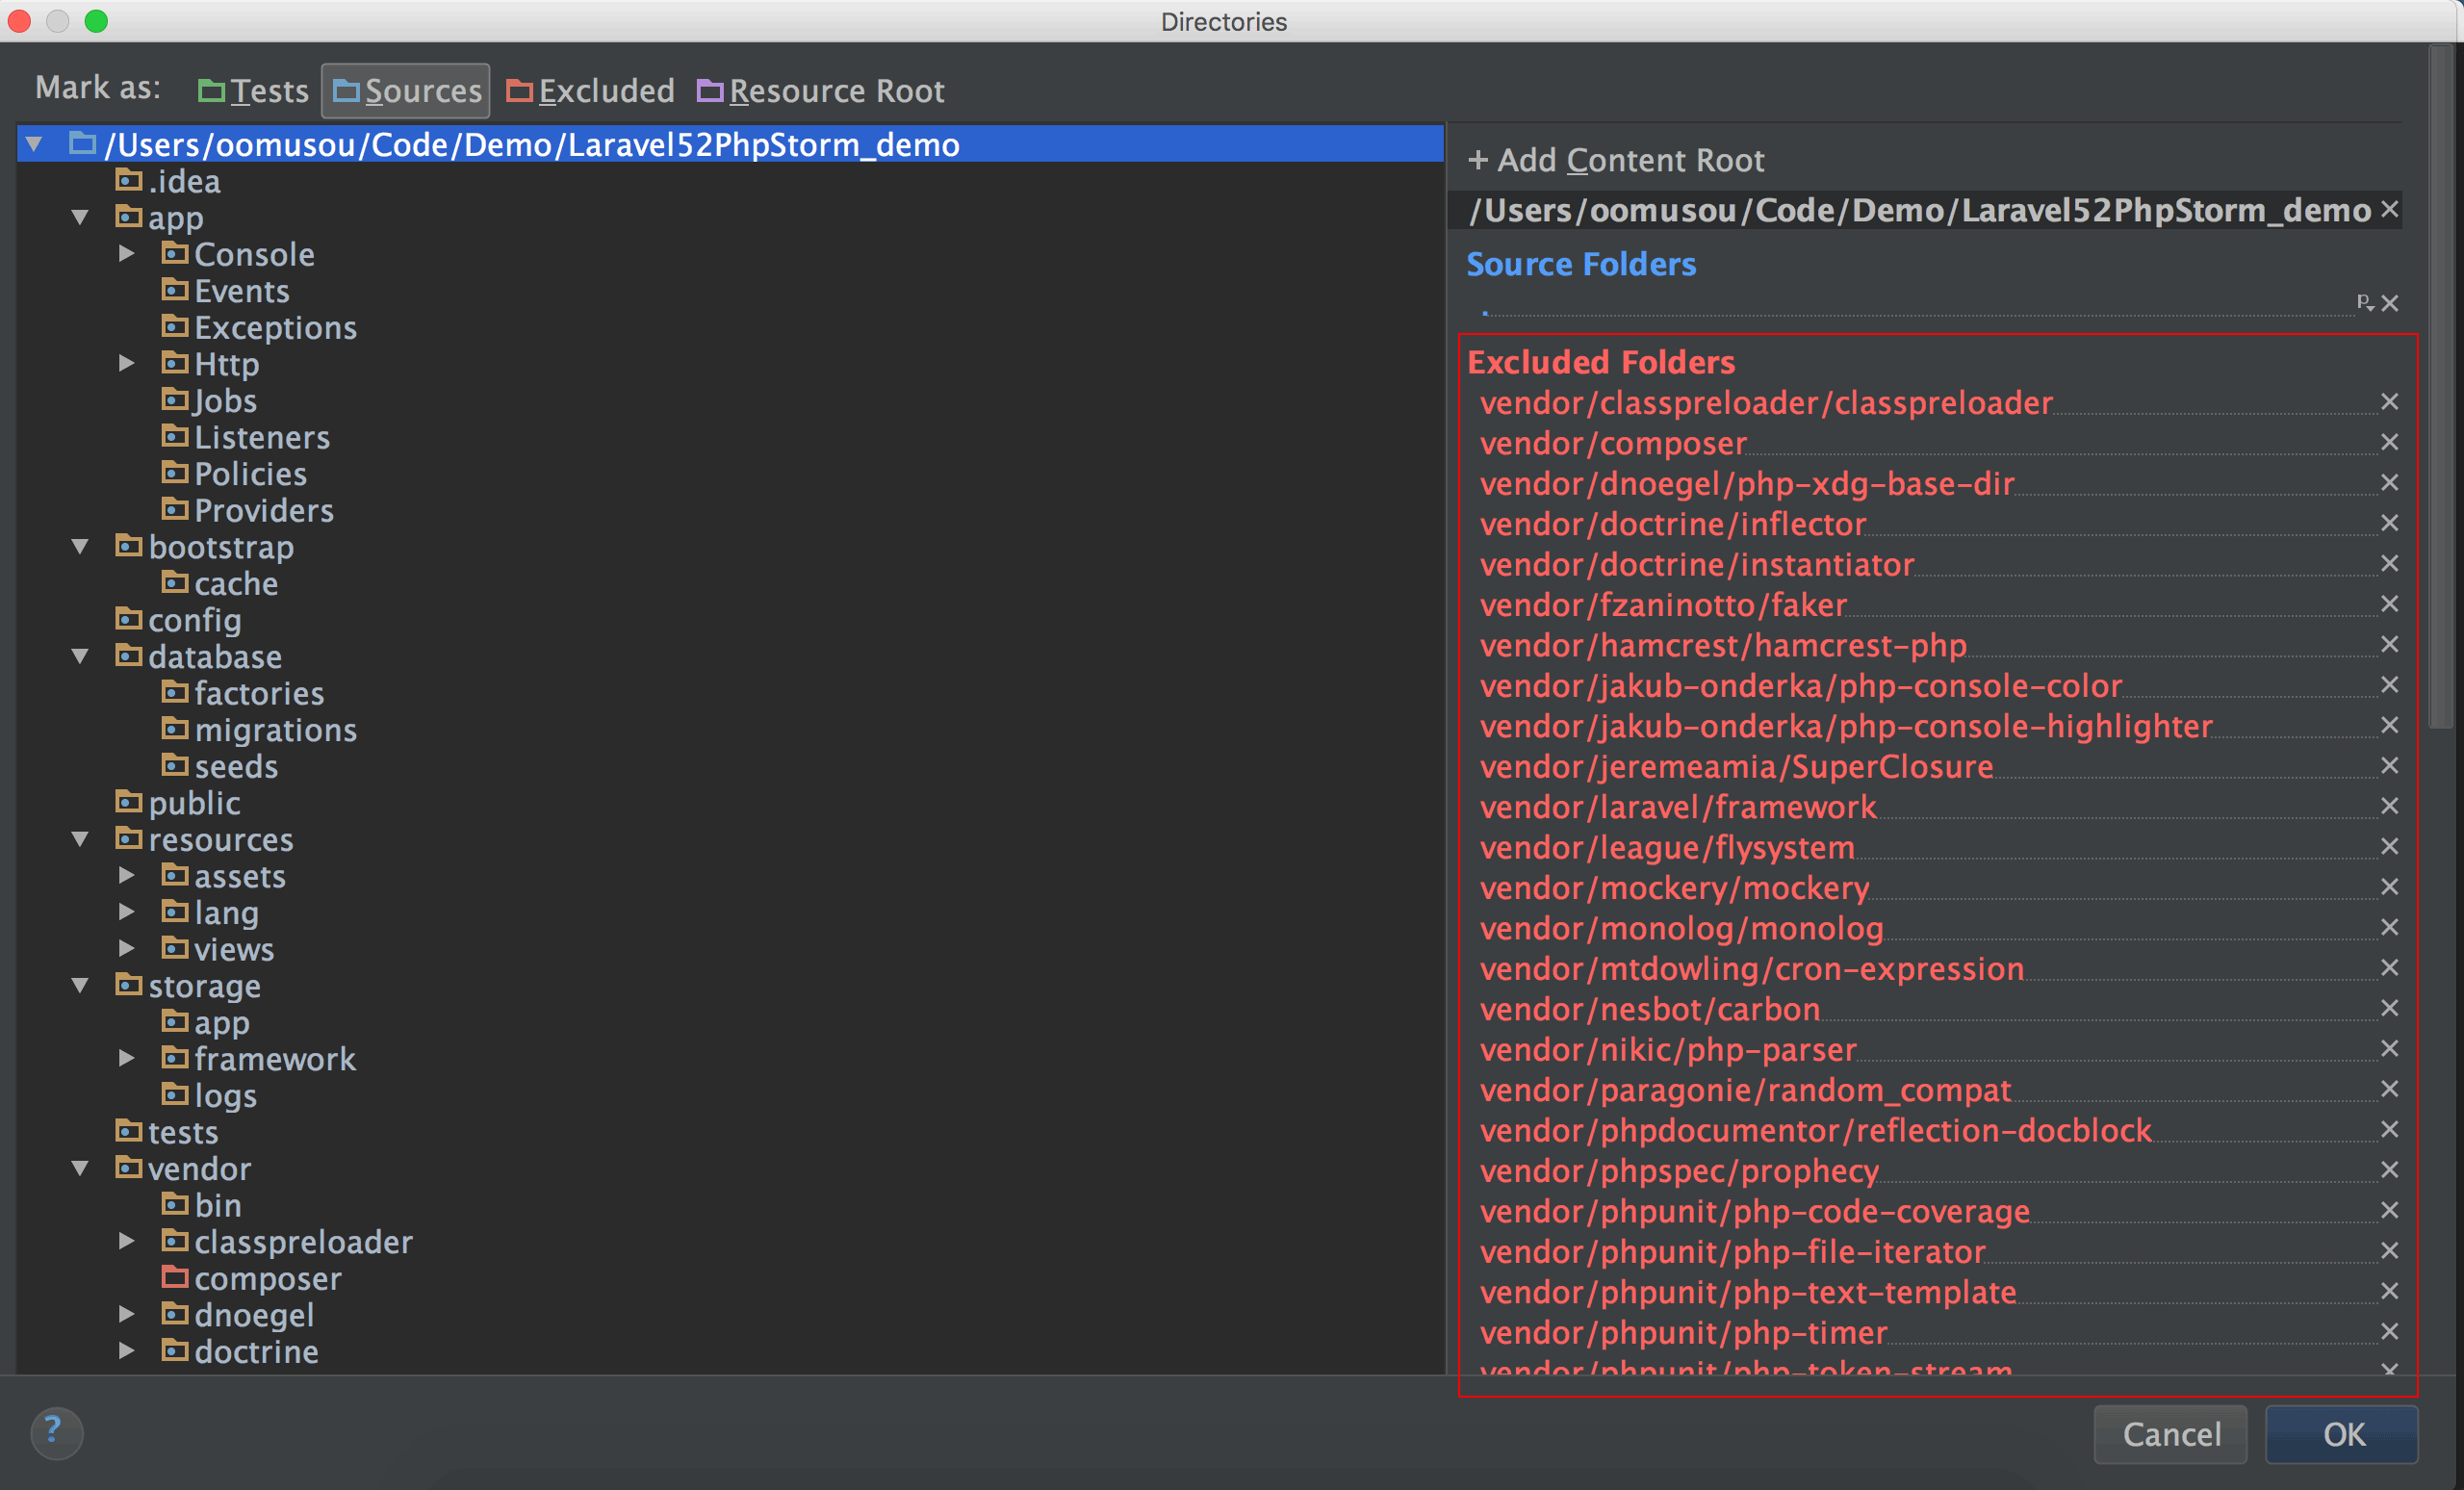 Directories
Mark as: Tests Sources Excluded Resource Root
/Users/oomusou/Code/Demo/Laravel52PhpStorm_demo
.idea
app
Console
Events
Exceptions
Http
Jobs
Listeners
Policies
Providers
bootstrap
cache
config
database
factories
migrations
seeds
public
resources
assets
lang
views
storage
app
framework
logs
tests
vendor
bin
classpreloader
composer
dnoegel
doctrine
+ Add Content Root
/Users/oomusou/Code/Demo/Laravel52PhpStorm_demo
Source Folders
.
Excluded Folders
vendor/classpreloader/classpreloader
vendor/composer
vendor/dnoegel/php-xdg-base-dir
vendor/doctrine/inflector
vendor/doctrine/instantiator
vendor/fzaninotto/faker
vendor/hamcrest/hamcrest-php
vendor/jakub-onderka/php-console-color
vendor/jakub-onderka/php-console-highlighter
vendor/jeremeamia/SuperClosure
vendor/laravel/framework
vendor/league/flysystem
vendor/mockery/mockery
vendor/monolog/monolog
vendor/mtdowling/cron-expression
vendor/nesbot/carbon
vendor/nikic/php-parser
vendor/paragonie/random_compat
vendor/phpdocumentor/reflection-docblock
vendor/phpspec/prophecy
vendor/phpunit/php-code-coverage
vendor/phpunit/php-file-iterator
vendor/phpunit/php-text-template
vendor/phpunit/php-timer
vendor/phpunit/php-token-stream
?
Cancel OK